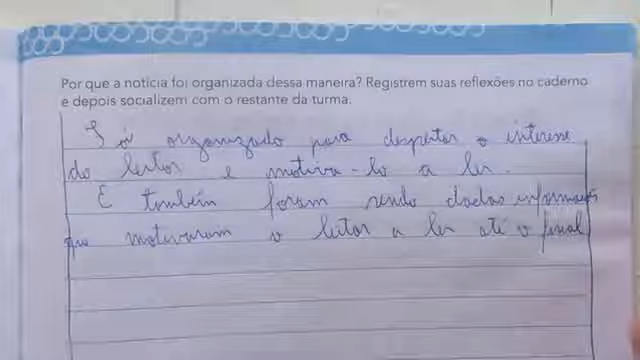 Por que a notícia foi organizada dessa maneira? Registrem suas reflexões no caderno
e depois socializem com o restante da turma.
Foi organizado para despertar o interesse
do leitor e motiva-lo a ler.
E também foram sendo dadas informações
que motivaram o leitor a ler até o final